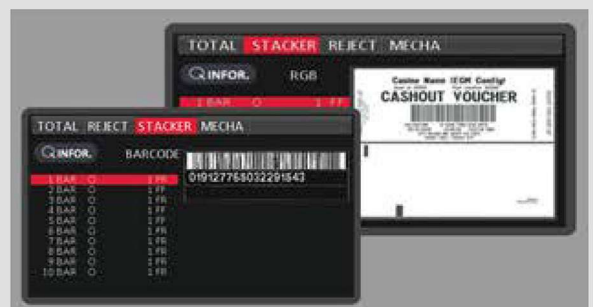 TOTAL STACKER REJECT MECHA
INFOR. RGB
1 BAR O 1 FF
Casino Name (EGM Config)
CASHOUT VOUCHER
TOTAL REJECT STACKER MECHA
INFOR. BARCODE
019127765032291543
1 BAR O 1 FR
2 BAR O 1 FF
3 BAR O 1 FR
4 BAR O 1 FR
5 BAR O 1 FF
6 BAR O 1 FR
7 BAR O 1 FR
8 BAR O 1 FR
9 BAR O 1 FR
10 BAR O 1 FR